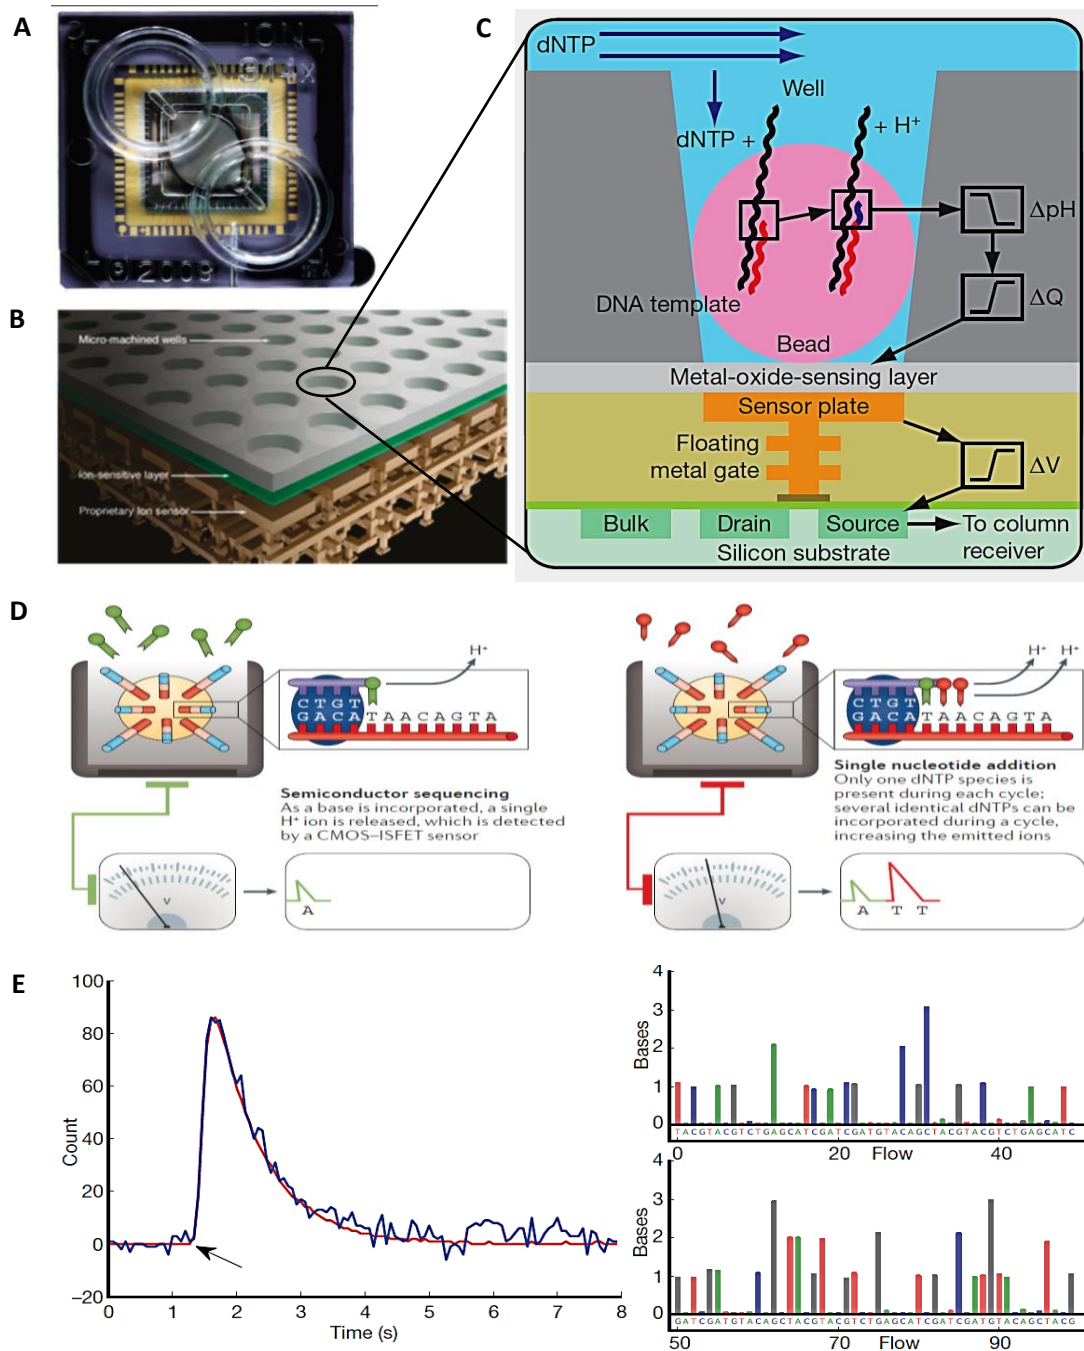 A
ION
314X
© 2009
B
Micro-machined wells
Ion-sensitive layer
Proprietary Ion sensor
C
dNTP
Well
dNTP +
+ H⁺
ΔpH
ΔQ
DNA template
Bead
Metal-oxide-sensing layer
Sensor plate
Floating
metal gate
ΔV
Bulk
Drain
Source
To column
receiver
Silicon substrate
D
H⁺
C T G T
G A C A T A A C A G T A
Semiconductor sequencing
As a base is incorporated, a single
H⁺ ion is released, which is detected
by a CMOS–ISFET sensor
V
A
H⁺ H⁺
C T G T
G A C A T A A C A G T A
Single nucleotide addition
Only one dNTP species is
present during each cycle;
several identical dNTPs can be
incorporated during a cycle,
increasing the emitted ions
V
A T T
E
100
80
60
40
20
0
–20
Count
0 1 2 3 4 5 6 7 8
Time (s)
4
3
2
1
0
Bases
TACGTACGTCTGAGCATCGATCGATGTACAGCTACGTACGTCTGAGCATC
0 20 Flow 40
4
3
2
1
0
Bases
GATCGATGTACAGCTACGTACGTCTGAGCATCGATCGATGTACAGCTACG
50 70 Flow 90